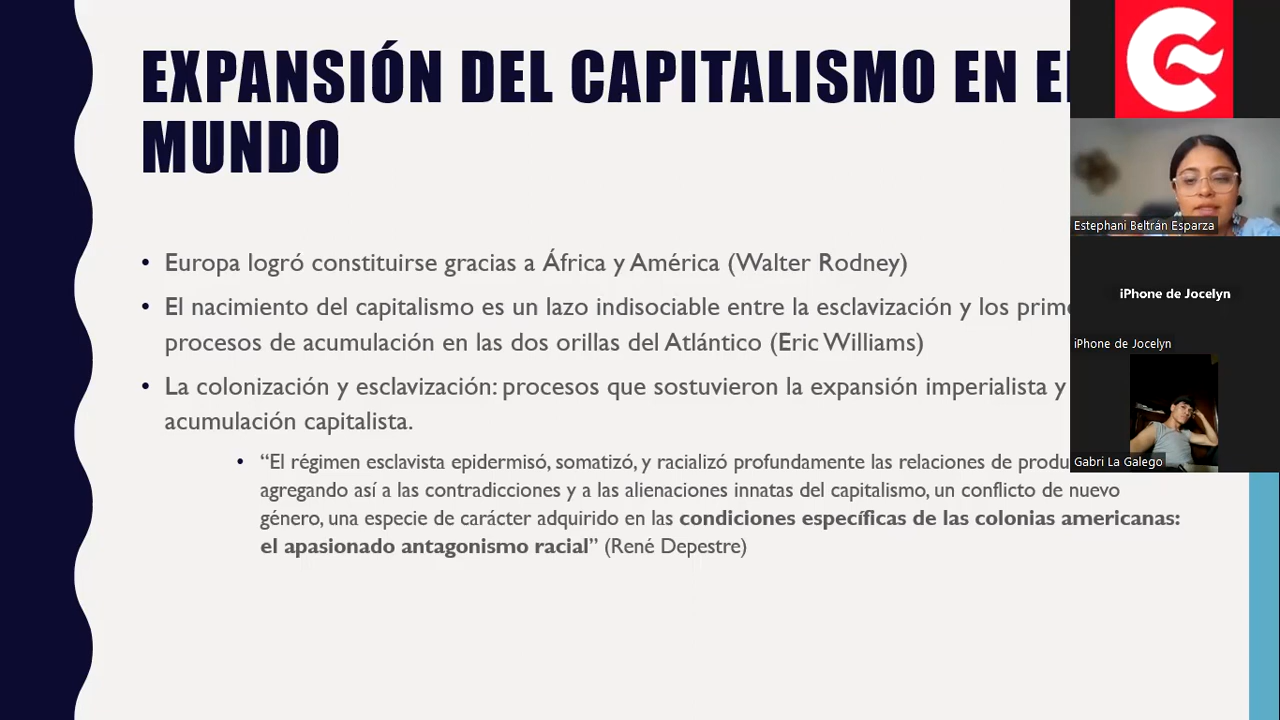 EXPANSIÓN DEL CAPITALISMO EN
MUNDO
• Europa logró constituirse gracias a África y América (Walter Rodney)
• El nacimiento del capitalismo es un lazo indisociable entre la esclavización y los
procesos de acumulación en las dos orillas del Atlántico (Eric Williams)
• La colonización y esclavización: procesos que sostuvieron la expansión imperialista y
acumulación capitalista.
• “El régimen esclavista epidermisó, somatizó, y racializó profundamente las relaciones de
agregando así a las contradicciones y a las alienaciones innatas del capitalismo, un conflicto de nuevo
género, una especie de carácter adquirido en las condiciones específicas de las colonias americanas:
el apasionado antagonismo racial” (René Depestre)
Estephani Beltrán Esparza
iPhone de Jocelyn
iPhone de Jocelyn
Gabri La Galego